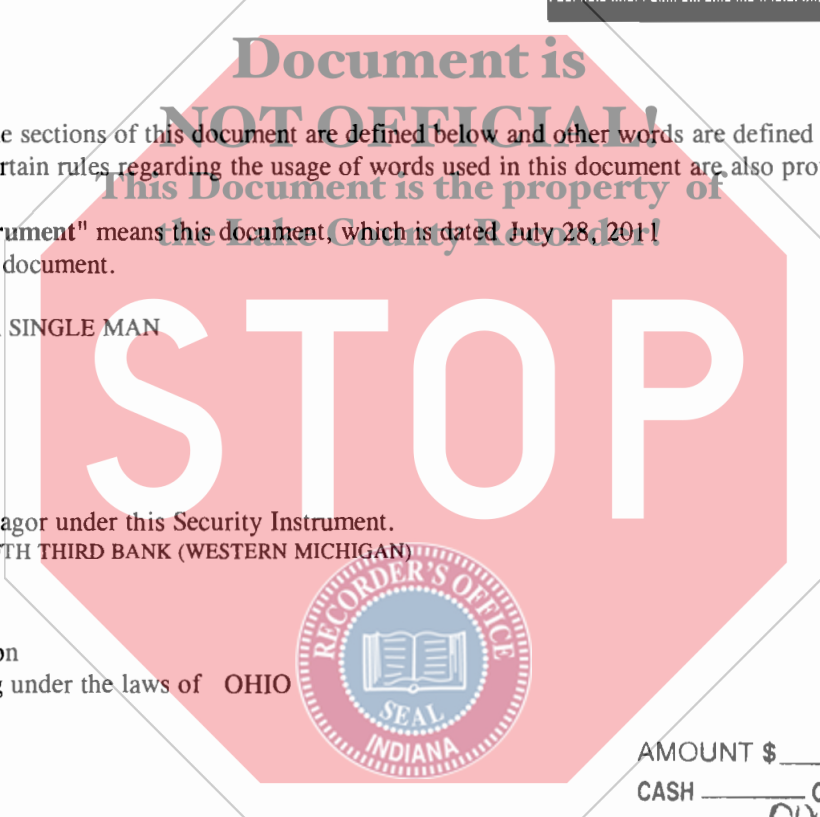 Document is
NOT OFFICIAL!
e sections of this document are defined below and other words are defined
rtain rules regarding the usage of words used in this document are also pro
This Document is the property of
the Lake County Recorder!
rument" means this document, which is dated July 28, 2011
document.
SINGLE MAN
STOP
agor under this Security Instrument.
TH THIRD BANK (WESTERN MICHIGAN)
RECORDER'S OFFICE
SEAL
INDIANA
on
g under the laws of OHIO
AMOUNT $
CASH